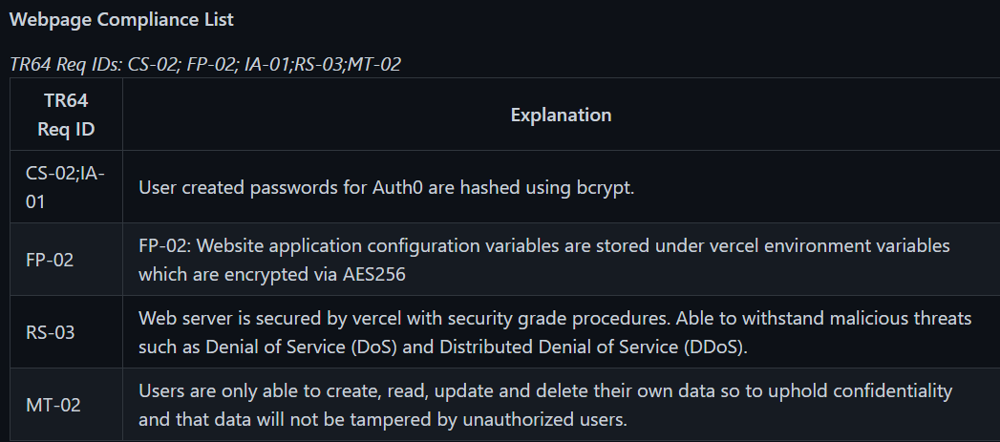 Webpage Compliance List
TR64 Req IDs: CS-02; FP-02; IA-01;RS-03;MT-02
TR64
Req ID
Explanation
CS-02;IA-
01
User created passwords for Auth0 are hashed using bcrypt.
FP-02
FP-02: Website application configuration variables are stored under vercel environment variables
which are encrypted via AES256
RS-03
Web server is secured by vercel with security grade procedures. Able to withstand malicious threats
such as Denial of Service (DoS) and Distributed Denial of Service (DDoS).
MT-02
Users are only able to create, read, update and delete their own data so to uphold confidentiality
and that data will not be tampered by unauthorized users.